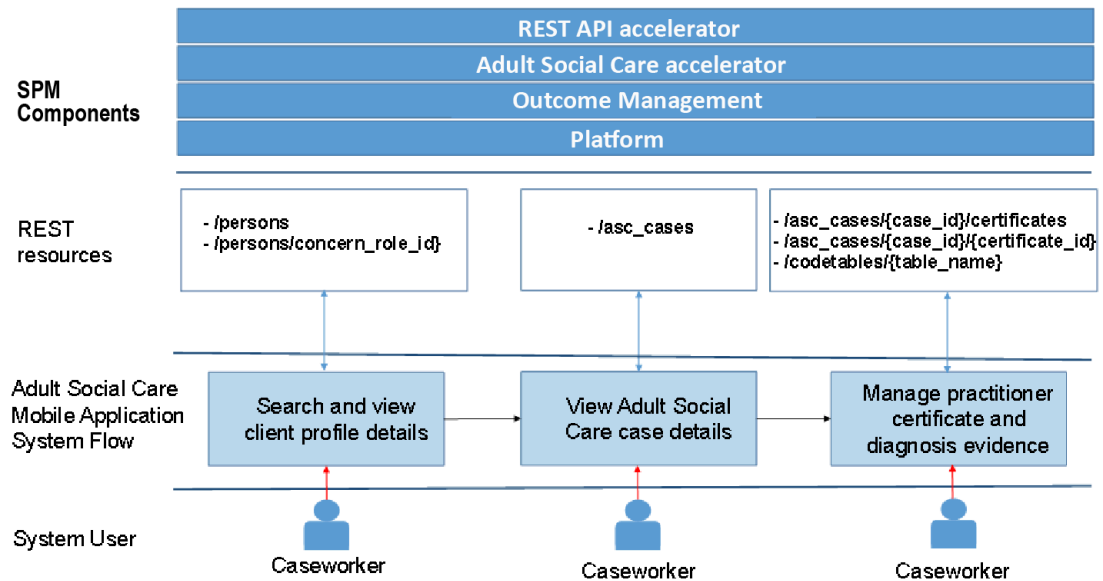 REST API accelerator
Adult Social Care accelerator
SPM
Components
Outcome Management
Platform
REST
resources
- /persons
- /persons/concern_role_id}
- /asc_cases
- /asc_cases/{case_id}/certificates
- /asc_cases/{case_id}/{certificate_id}
- /codetables/{table_name}
Adult Social Care
Mobile Application
System Flow
Search and view
client profile details
View Adult Social
Care case details
Manage practitioner
certificate and
diagnosis evidence
System User
Caseworker
Caseworker
Caseworker